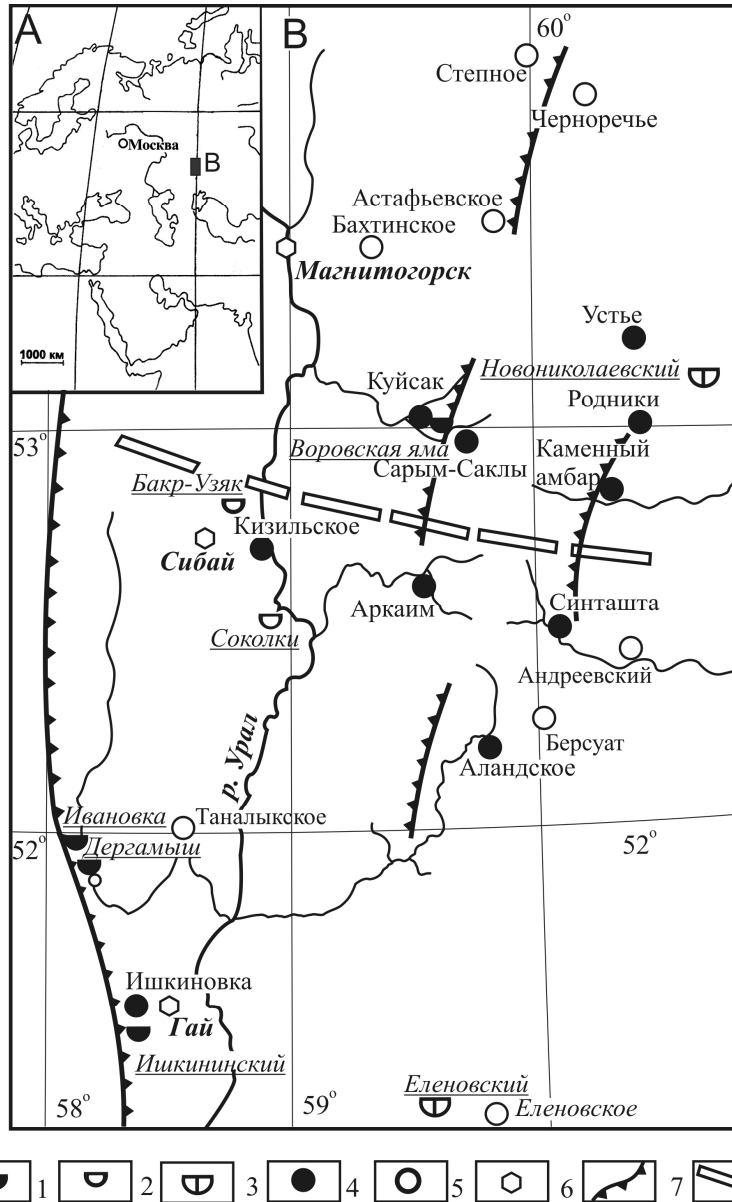 A
B
60°
Степное
Черноречье
Москва
B
Астафьевское
Бахтинское
Магнитогорск
Устье
1000 км
Новониколаевский
Куйсак
Родники
53°
Воровская яма
Каменный
амбар
Сарым-Саклы
Бакр-Узяк
Кизильское
Сибай
Аркаим
Синташта
Соколки
Андреевский
р. Урал
Берсуат
Аландское
Ивановка
Таналыкское
52°
Дергамыш
52°
Ишкиновка
Гай
Ишкининский
Еленовский
58°
59°
Еленовское
1 2 3 4 5 6 7